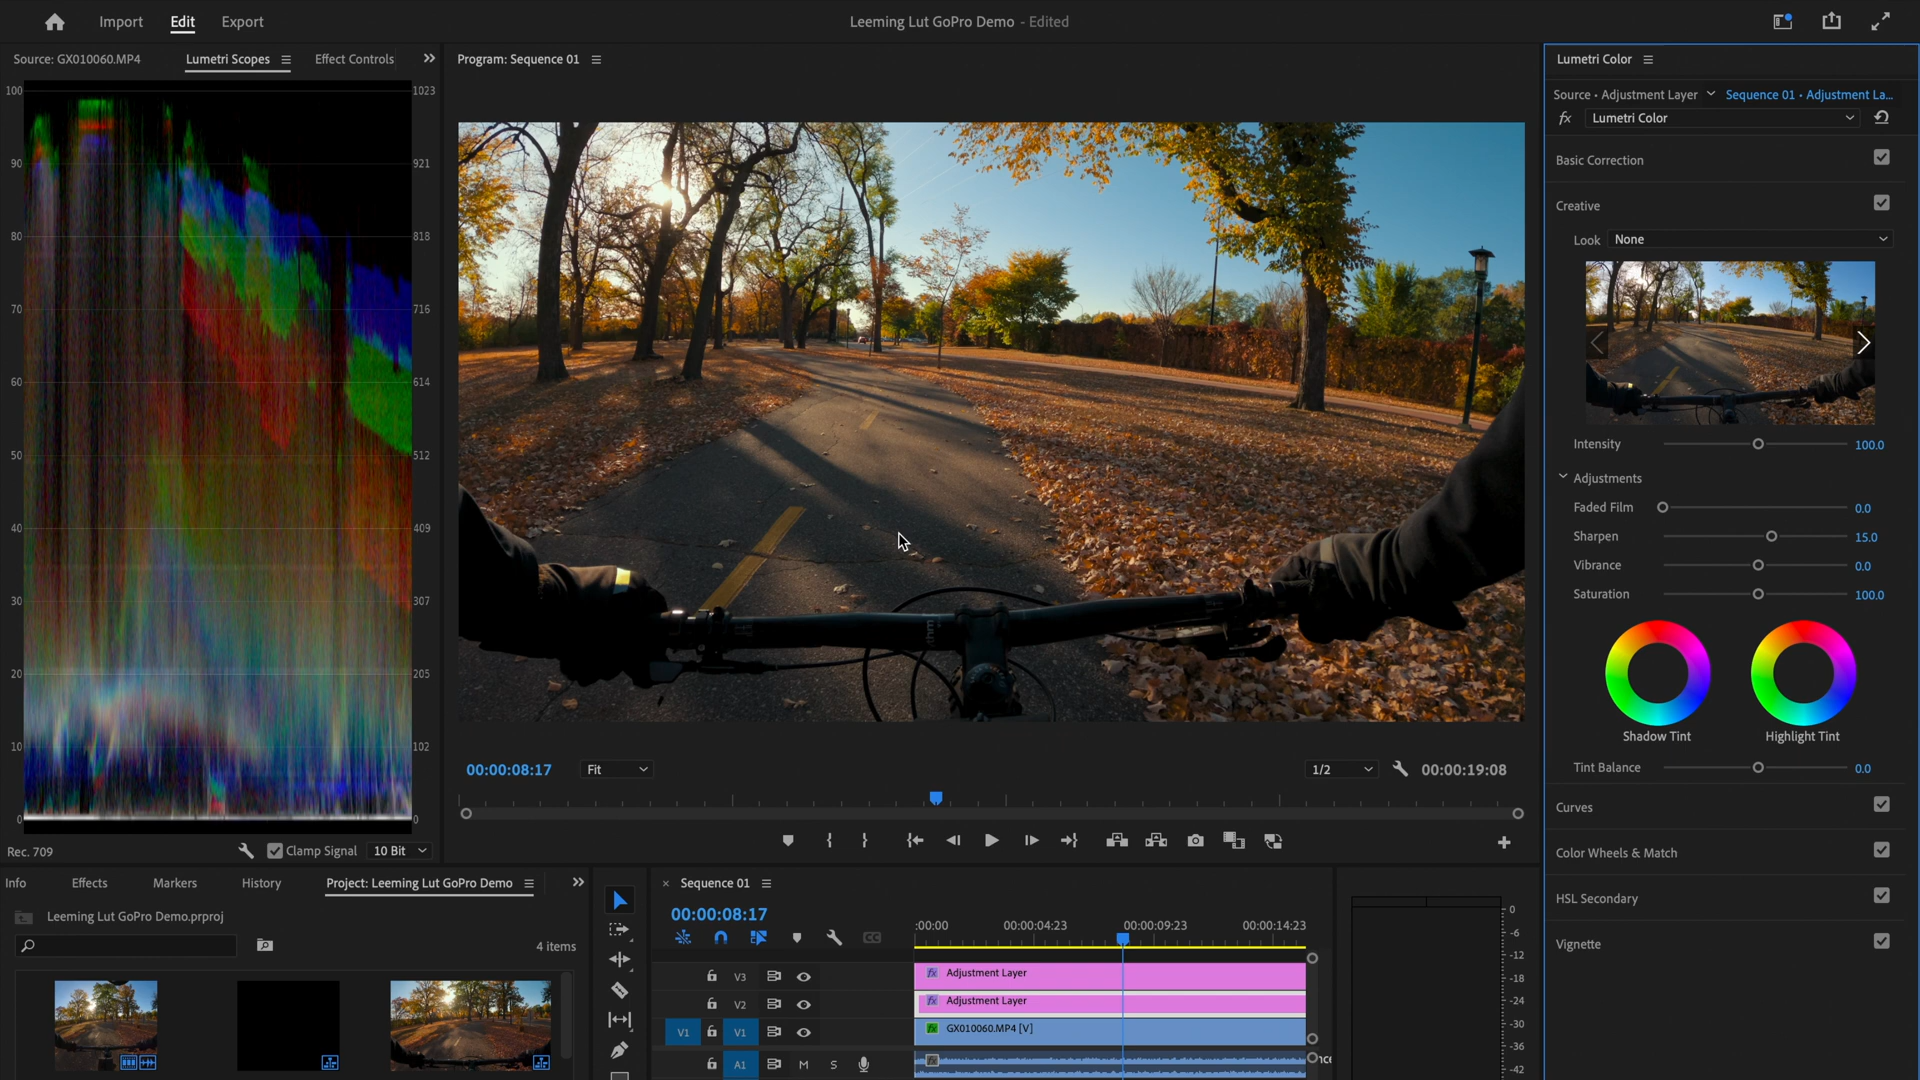 Import Edit Export
Leeming Lut GoPro Demo - Edited
Source: GX010060.MP4
Lumetri Scopes
Effect Controls
Program: Sequence 01
Lumetri Color
100 1023
90 921
80 818
70 716
60 614
50 512
40 409
30 307
20 205
10 102
0 0
Rec. 709
Clamp Signal
10 Bit
00:00:08:17
Fit
1/2
00:00:19:08
Source • Adjustment Layer
Sequence 01 • Adjustment La...
fx Lumetri Color
Basic Correction
Creative
Look None
Intensity 100.0
Adjustments
Faded Film 0.0
Sharpen 15.0
Vibrance 0.0
Saturation 100.0
Shadow Tint
Highlight Tint
Tint Balance 0.0
Curves
Color Wheels & Match
HSL Secondary
Vignette
Info
Effects
Markers
History
Project: Leeming Lut GoPro Demo
Leeming Lut GoPro Demo.prproj
4 items
× Sequence 01
00:00:08:17
:00:00
00:00:04:23
00:00:09:23
00:00:14:23
V3
fx Adjustment Layer
V2
fx Adjustment Layer
V1 V1
fx GX010060.MP4 [V]
A1 M S
fx
0
-6
-12
-18
-24
-30
-36
-42